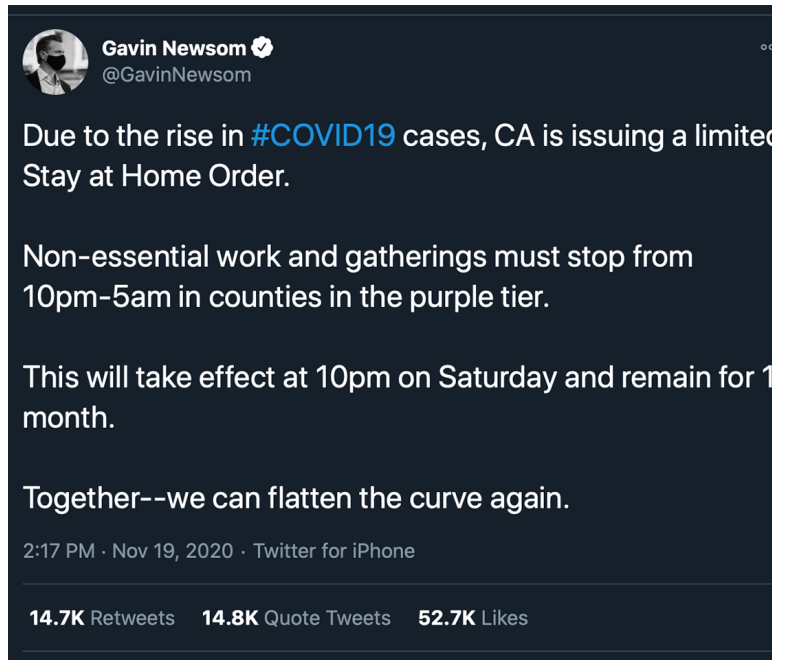 Gavin Newsom
@GavinNewsom
Due to the rise in #COVID19 cases, CA is issuing a limited
Stay at Home Order.
Non-essential work and gatherings must stop from
10pm-5am in counties in the purple tier.
This will take effect at 10pm on Saturday and remain for 1
month.
Together--we can flatten the curve again.
2:17 PM · Nov 19, 2020 · Twitter for iPhone
14.7K Retweets 14.8K Quote Tweets 52.7K Likes